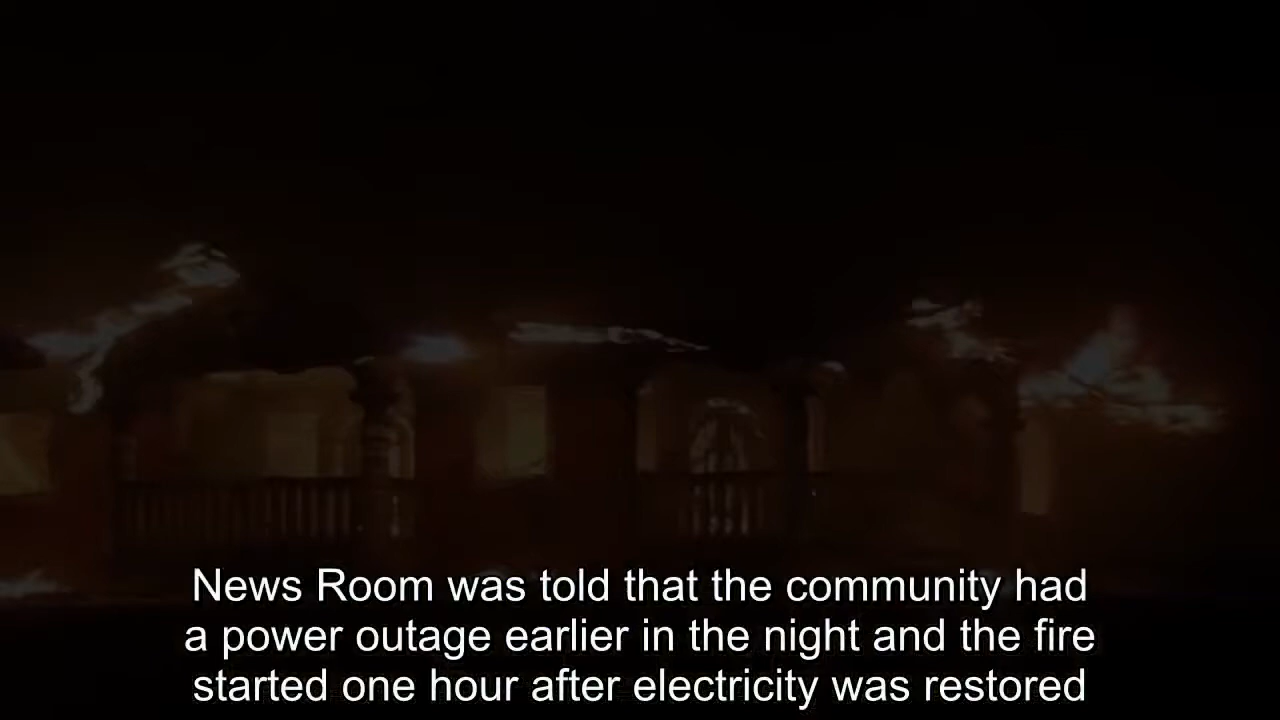 News Room was told that the community had
a power outage earlier in the night and the fire
started one hour after electricity was restored